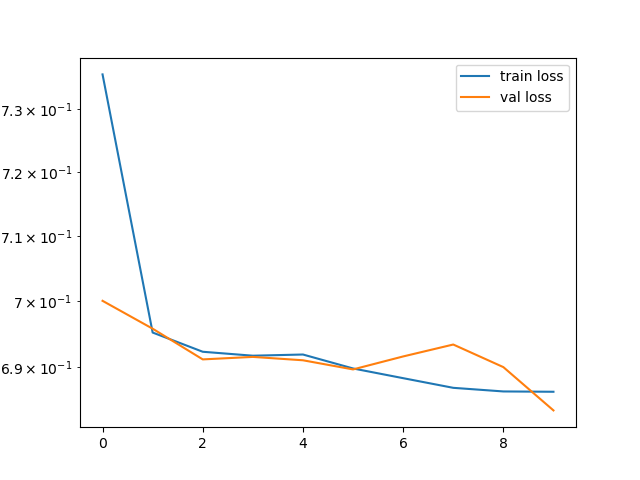 train loss
val loss
7.3 × 10⁻¹
7.2 × 10⁻¹
7.1 × 10⁻¹
7 × 10⁻¹
6.9 × 10⁻¹
0 2 4 6 8